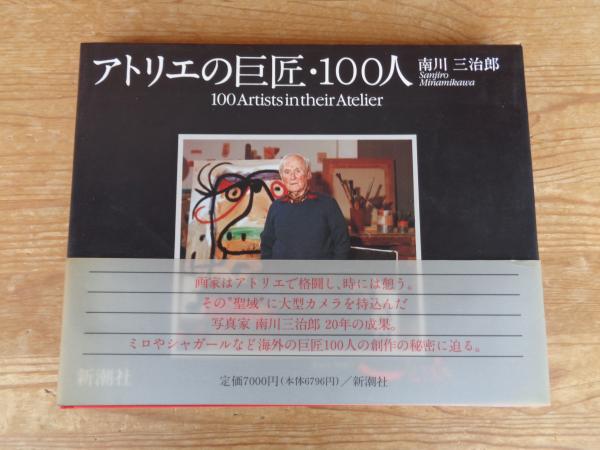 アトリエの巨匠・100人
南川 三治郎
Sanjiro
Minamikawa
100 Artists in their Atelier
画家はアトリエで格闘し、時には憩う。
その“聖域”に大型カメラを持込んだ
写真家 南川三治郎 20年の成果。
ミロやシャガールなど海外の巨匠100人の創作の秘密に迫る。
新潮社
定価7000円(本体6796円)/新潮社